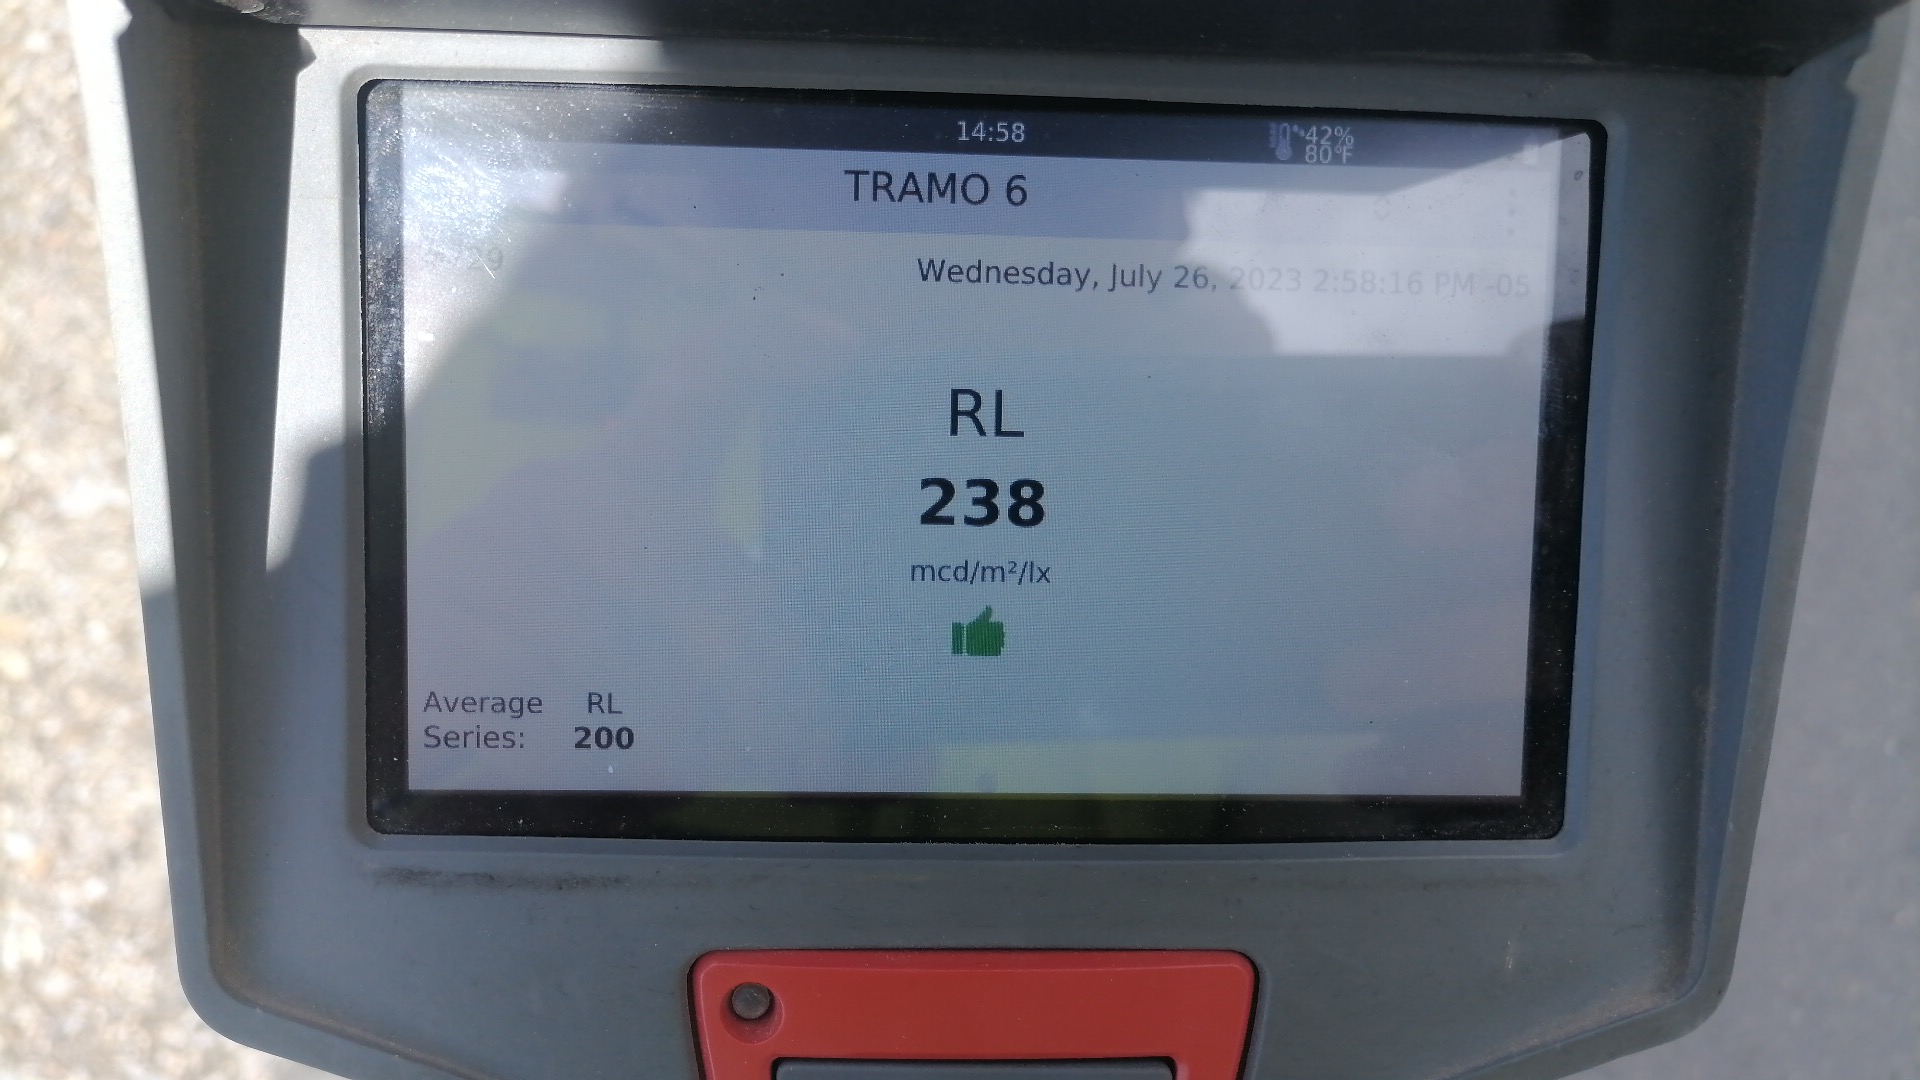 14:58
42%
80°F
TRAMO 6
Wednesday, July 26, 2023 2:58:16 PM -05
RL
238
mcd/m²/lx
Average RL
Series: 200